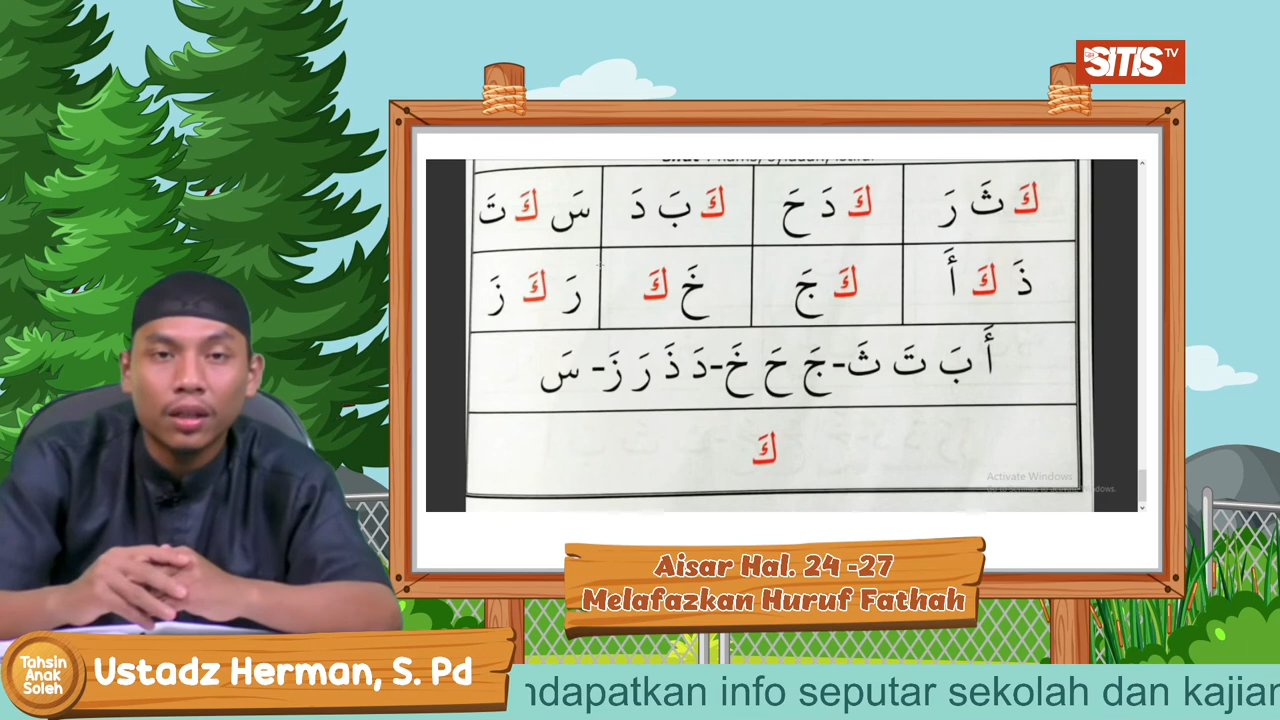 SITIS TV
كَ ثَ رَ
كَ دَ حَ
كَ بَ دَ
سَ كَ تَ
ذَ كَ أَ
كَ جَ
خَ كَ
رَ كَ زَ
أَ بَ تَ ثَ-جَ حَ خَ-دَ ذَ رَ زَ- سَ
كَ
Activate Windows
Aisar Hal. 24 -27
Melafazkan Huruf Fathah
Tahsin
Anak
Soleh
Ustadz Herman, S. Pd
ndapatkan info seputar sekolah dan kajian